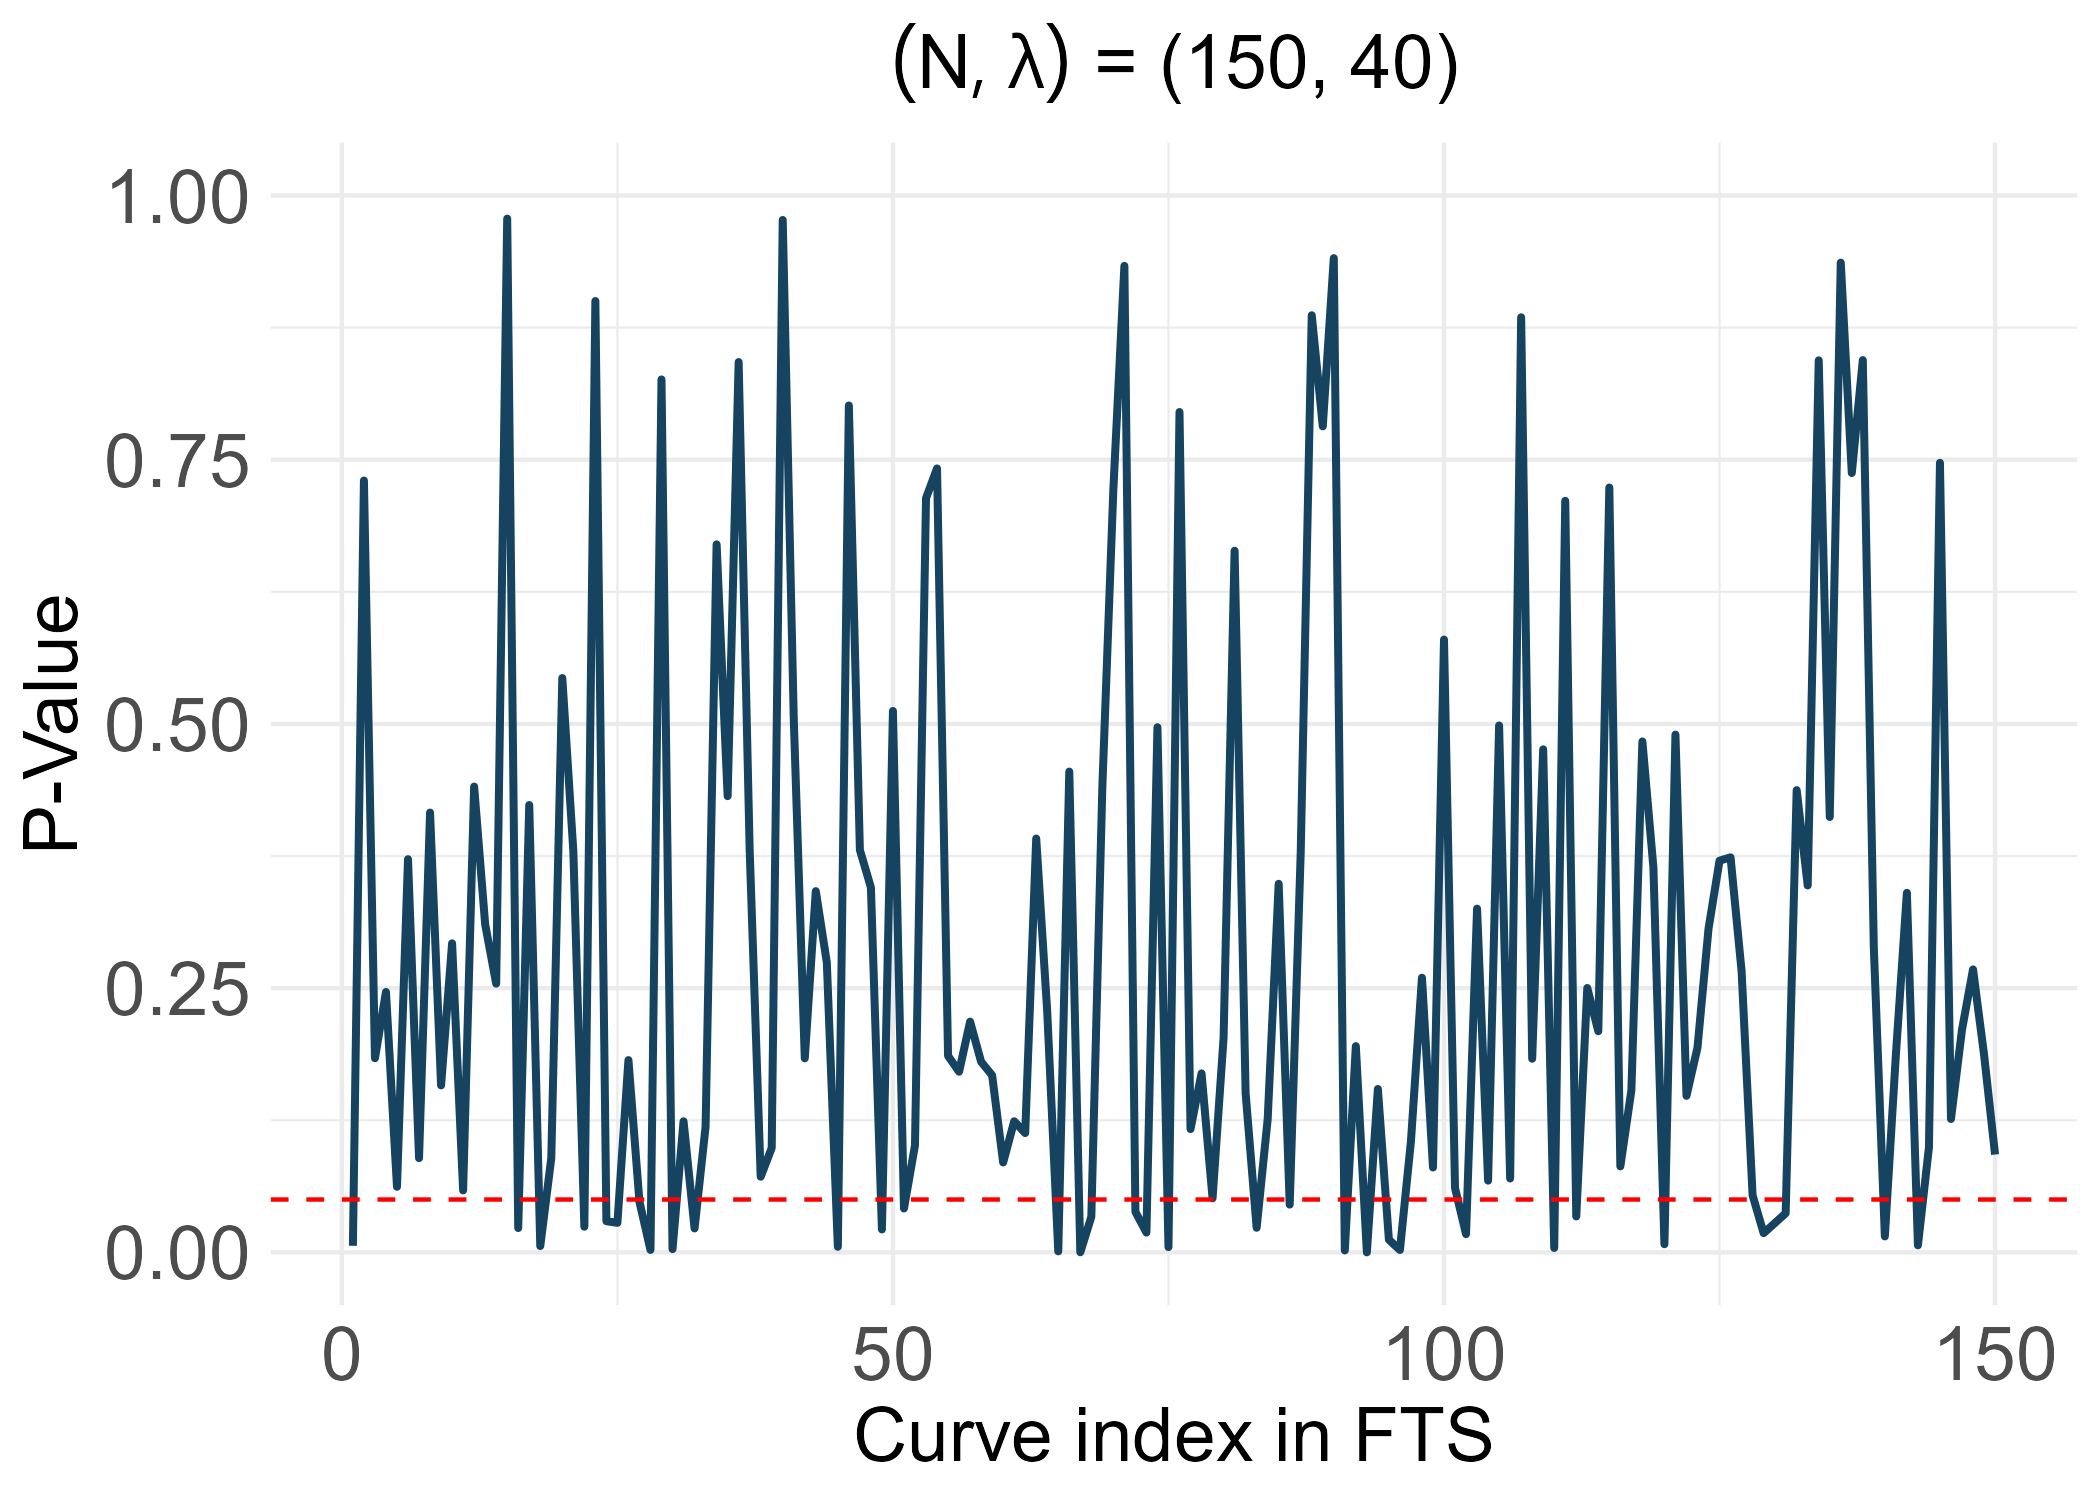 (N, λ) = (150, 40)
1.00
0.75
0.50
0.25
0.00
P-Value
0 50 100 150
Curve index in FTS